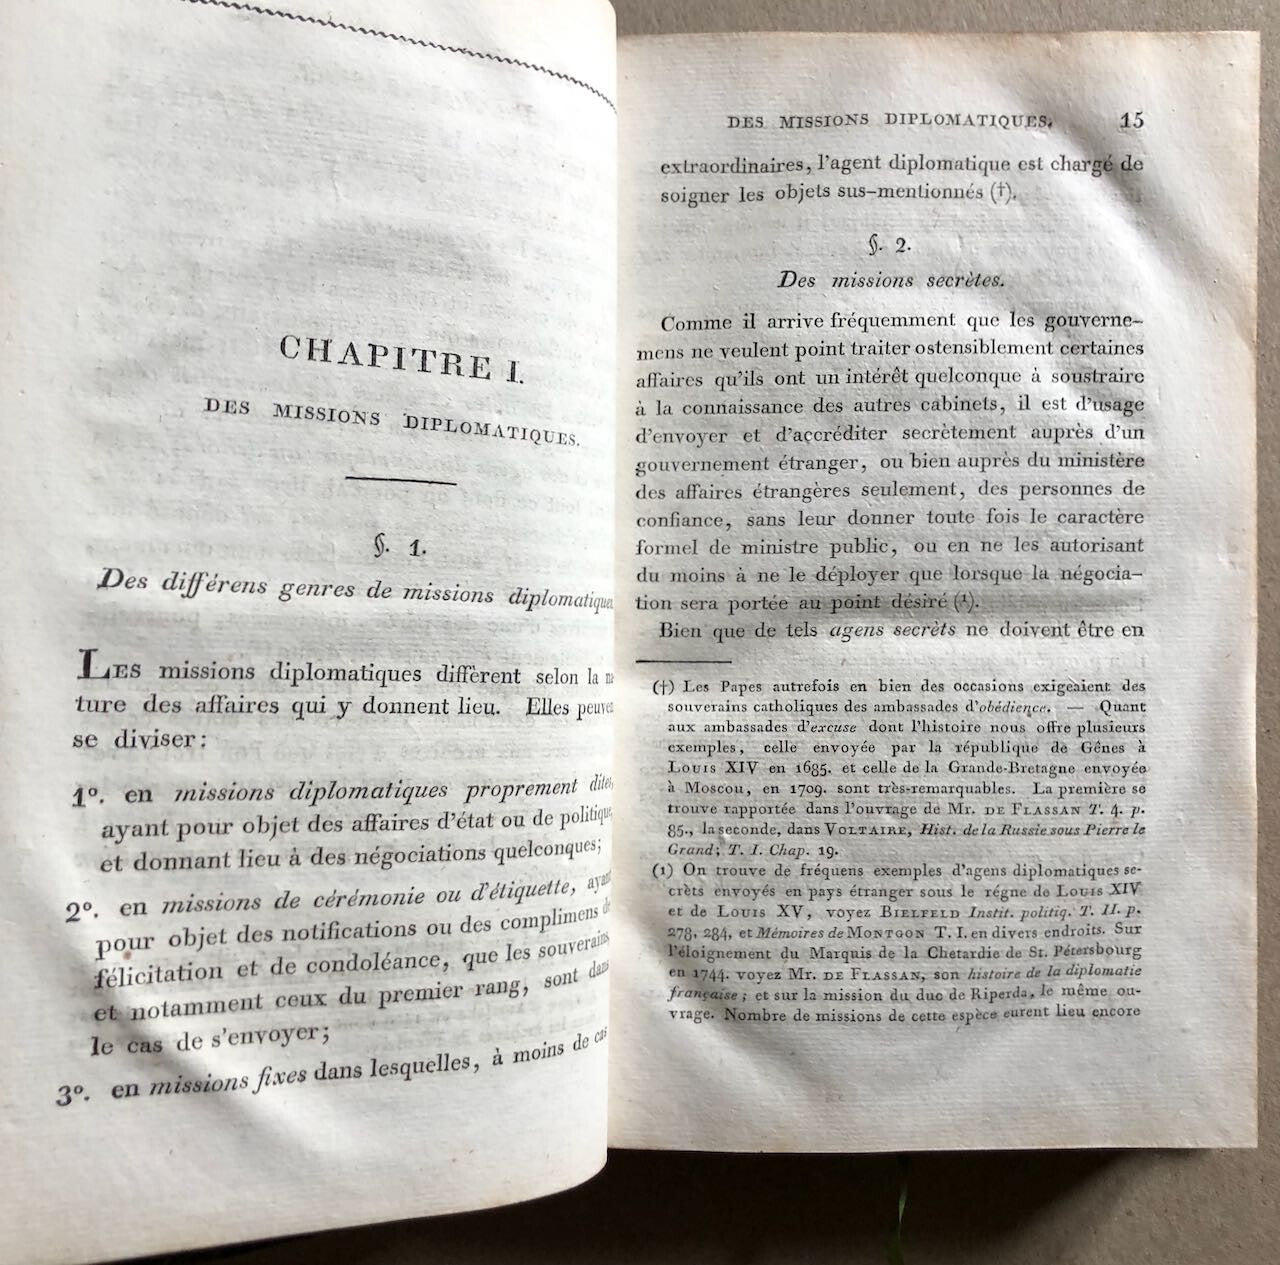 CHAPITRE I.
DES MISSIONS DIPLOMATIQUES.
§. 1.
Des différens genres de missions diplomatiques
LES missions diplomatiques diffèrent selon la na
ture des affaires qui y donnent lieu. Elles peuven
se diviser:
1º. en missions diplomatiques proprement dites,
ayant pour objet des affaires d'état ou de politique,
et donnant lieu à des négociations quelconques;
2º. en missions de cérémonie ou d'étiquette, ayant
pour objet des notifications ou des complimens de
félicitation et de condoléance, que les souverains,
et notamment ceux du premier rang, sont dans
le cas de s'envoyer;
3º. en missions fixes dans lesquelles, à moins de cas
DES MISSIONS DIPLOMATIQUES. 15
extraordinaires, l'agent diplomatique est chargé de
soigner les objets sus-mentionnés (†).
§. 2.
Des missions secrètes.
Comme il arrive fréquemment que les gouverne-
mens ne veulent point traiter ostensiblement certaines
affaires qu'ils ont un intérêt quelconque à soustraire
à la connaissance des autres cabinets, il est d'usage
d'envoyer et d'accréditer secrètement auprès d'un
gouvernement étranger, ou bien auprès du ministère
des affaires étrangères seulement, des personnes de
confiance, sans leur donner toute fois le caractère
formel de ministre public, ou en ne les autorisant
du moins à ne le déployer que lorsque la négocia-
tion sera portée au point désiré (¹).
Bien que de tels agens secrèts ne doivent être en
(†) Les Papes autrefois en bien des occasions exigeaient des
souverains catholiques des ambassades d'obédience. — Quant
aux ambassades d'excuse dont l'histoire nous offre plusieurs
exemples, celle envoyée par la république de Gênes à
LOUIS XIV en 1685. et celle de la Grande-Bretagne envoyée
à Moscou, en 1709. sont très-remarquables. La première se
trouve rapportée dans l'ouvrage de Mr. DE FLASSAN T. 4. p.
85., la seconde, dans VOLTAIRE, Hist. de la Russie sous Pierre le
Grand; T. I. Chap. 19.
(1) On trouve de fréquens exemples d'agens diplomatiques se-
crèts envoyés en pays étranger sous le régne de LOUIS XIV
et de LOUIS XV, voyez BIELFELD Instit. politiq. T. II. p.
278, 284, et Mémoires de MONTGON T. I. en divers endroits. Sur
l'éloignement du Marquis de la Chetardie de St. Pétersbourg
en 1744. voyez Mr. DE FLASSAN, son histoire de la diplomatie
française; et sur la mission du duc de Riperda, le même ou-
vrage. Nombre de missions de cette espèce eurent lieu encore